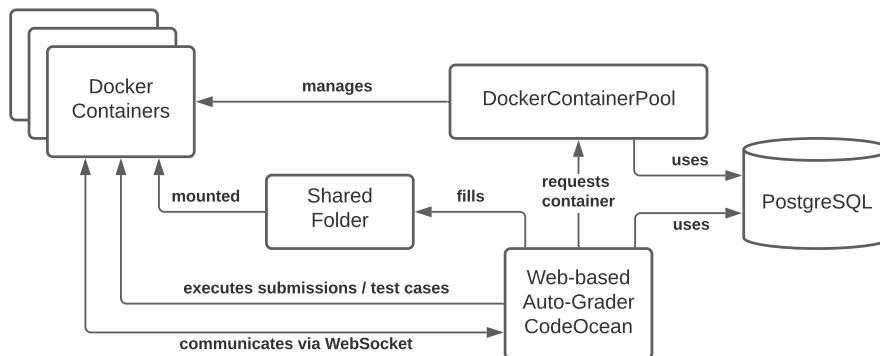 Docker
Containers
manages
DockerContainerPool
uses
PostgreSQL
uses
requests
container
mounted
Shared
Folder
fills
Web-based
Auto-Grader
CodeOcean
executes submissions / test cases
communicates via WebSocket